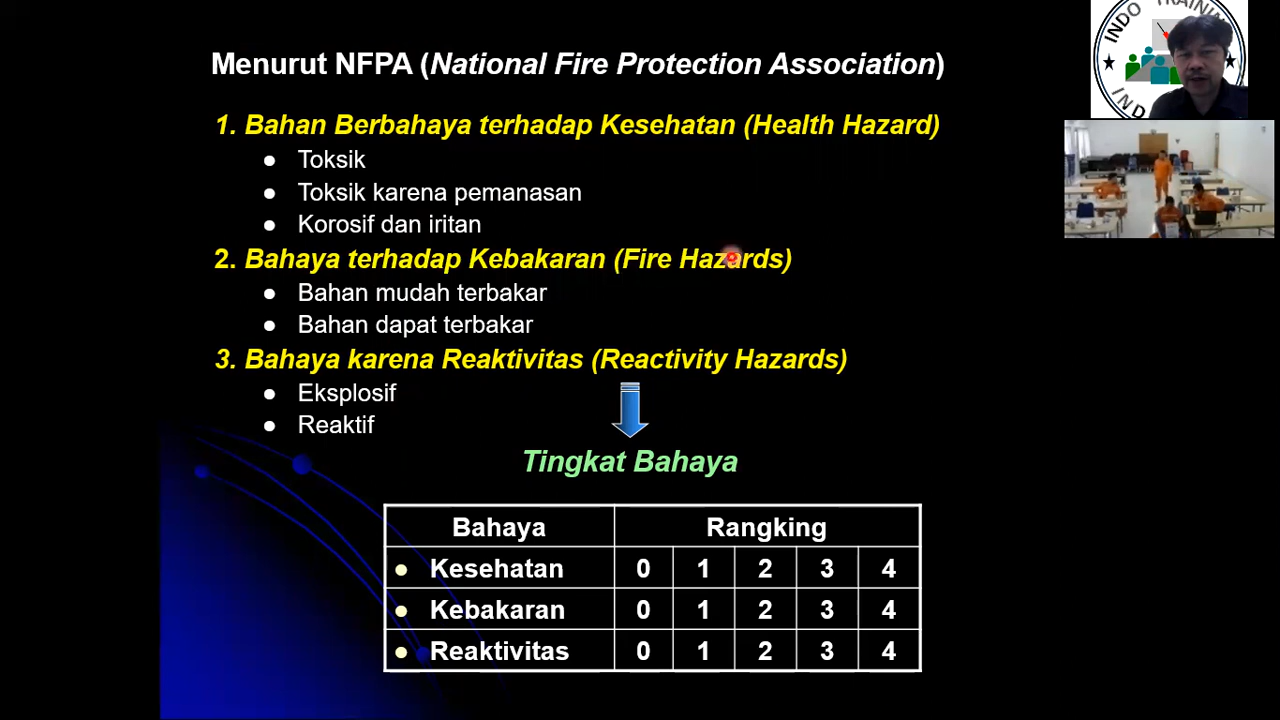 INDO TRAINING
IND
Menurut NFPA (National Fire Protection Association)
1. Bahan Berbahaya terhadap Kesehatan (Health Hazard)
● Toksik
● Toksik karena pemanasan
● Korosif dan iritan
2. Bahaya terhadap Kebakaran (Fire Hazards)
● Bahan mudah terbakar
● Bahan dapat terbakar
3. Bahaya karena Reaktivitas (Reactivity Hazards)
● Eksplosif
● Reaktif
Tingkat Bahaya
Bahaya Rangking
● Kesehatan 0 1 2 3 4
● Kebakaran 0 1 2 3 4
● Reaktivitas 0 1 2 3 4